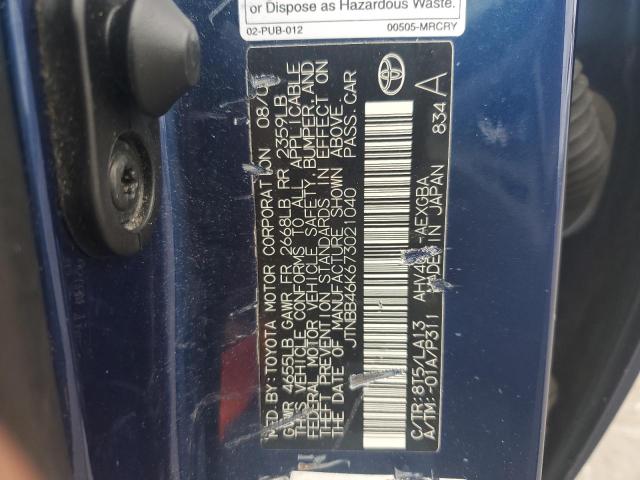 or Dispose as Hazardous Waste.
02-PUB-012 00505-MRCRY
MFD. BY: TOYOTA MOTOR CORPORATION 08/0
GVWR 4655LB GAWR FR 2668LB RR 2359LB
THIS VEHICLE CONFORMS TO ALL APPLICABLE
FEDERAL MOTOR VEHICLE SAFETY, BUMPER, AND
THEFT PREVENTION STANDARDS IN EFFECT ON
THE DATE OF MANUFACTURE SHOWN ABOVE.
JTNBB46K673021040 PASS. CAR
C/TR: 8T5/LA13 AHV40 -AEXGBA
A/TM: -01A/P311 MADE IN JAPAN
834 A